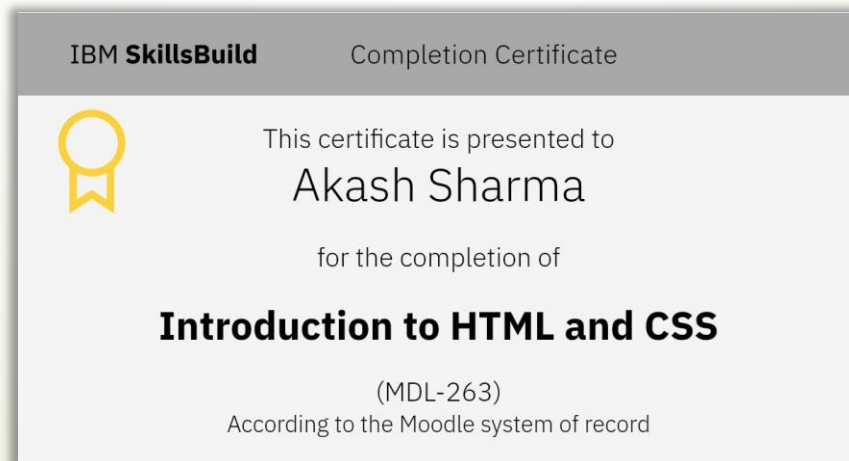 IBM SkillsBuild Completion Certificate
This certificate is presented to
Akash Sharma
for the completion of
Introduction to HTML and CSS
(MDL-263)
According to the Moodle system of record